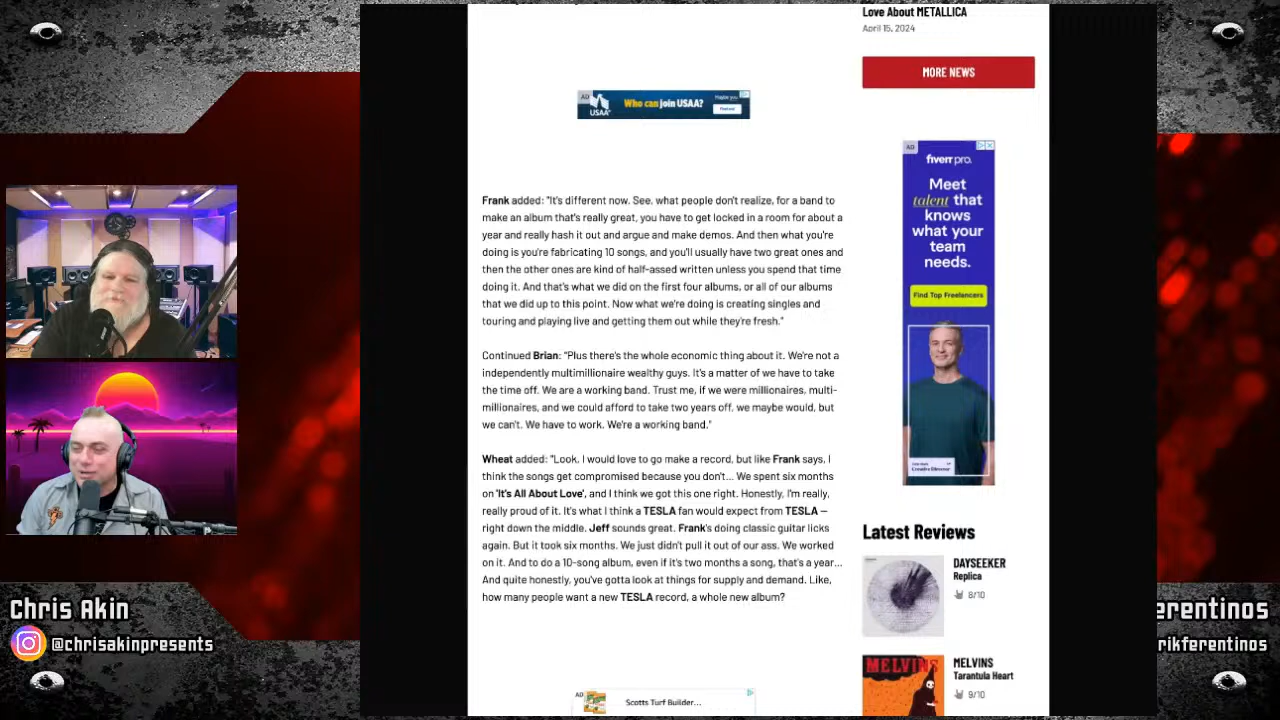 Love About METALLICA
April 15, 2024
MORE NEWS
AD
USAA
Who can join USAA?
Maybe you
AD
fiverr pro.
Meet
talent that
knows
what your
team
needs.
Find Top Freelancers
Frank added: "It's different now. See, what people don't realize, for a band to
make an album that's really great, you have to get locked in a room for about a
year and really hash it out and argue and make demos. And then what you're
doing is you're fabricating 10 songs, and you'll usually have two great ones and
then the other ones are kind of half-assed written unless you spend that time
doing it. And that's what we did on the first four albums, or all of our albums
that we did up to this point. Now what we're doing is creating singles and
touring and playing live and getting them out while they're fresh."
Continued Brian: "Plus there's the whole economic thing about it. We're not a
independently multimillionaire wealthy guys. It's a matter of we have to take
the time off. We are a working band. Trust me, if we were millionaires, multi-
millionaires, and we could afford to take two years off, we maybe would, but
we can't. We have to work. We're a working band."
Wheat added: "Look, I would love to go make a record, but like Frank says, I
think the songs get compromised because you don't... We spent six months
on 'It's All About Love', and I think we got this one right. Honestly, I'm really,
really proud of it. It's what I think a TESLA fan would expect from TESLA —
right down the middle. Jeff sounds great. Frank's doing classic guitar licks
again. But it took six months. We just didn't pull it out of our ass. We worked
on it. And to do a 10-song album, even if it's two months a song, that's a year...
And quite honestly, you've gotta look at things for supply and demand. Like,
how many people want a new TESLA record, a whole new album?
Latest Reviews
DAYSEEKER
Replica
8/10
MELVINS
MELVINS
Tarantula Heart
9/10
AD
Scotts Turf Builder...
Chris Akin
@chrisakinpresents
erentinos
rikferentinos